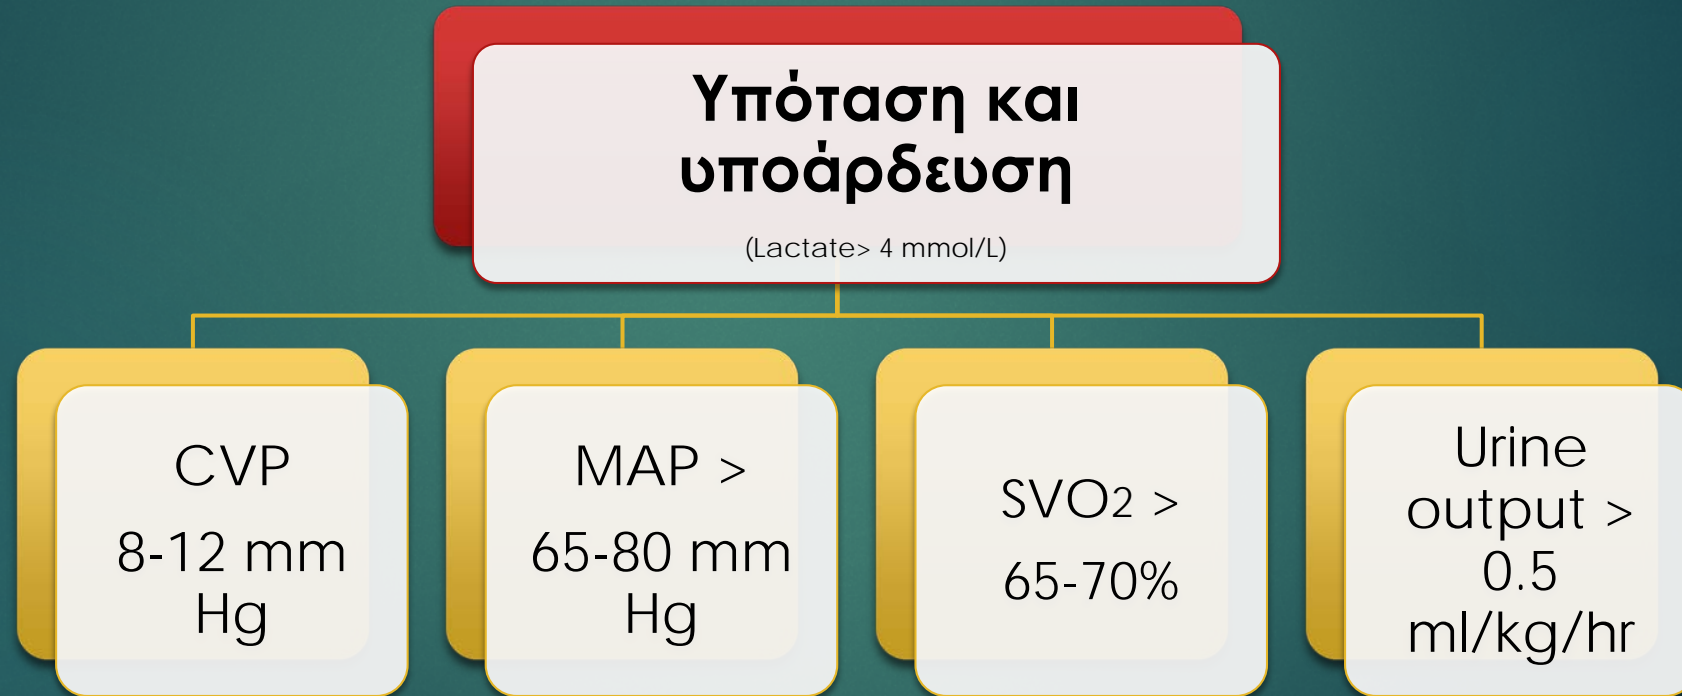 Υπόταση και
υποάρδευση
(Lactate> 4 mmol/L)
CVP
8-12 mm
Hg
MAP >
65-80 mm
Hg
SVO2 >
65-70%
Urine
output >
0.5
ml/kg/hr